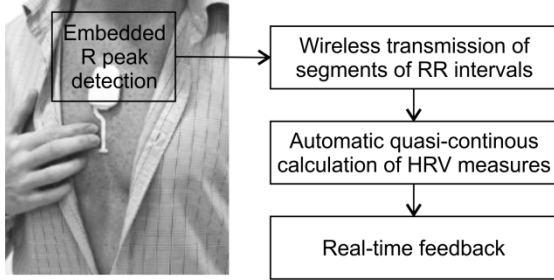 Embedded
R peak
detection
Wireless transmission of
segments of RR intervals
Automatic quasi-continous
calculation of HRV measures
Real-time feedback